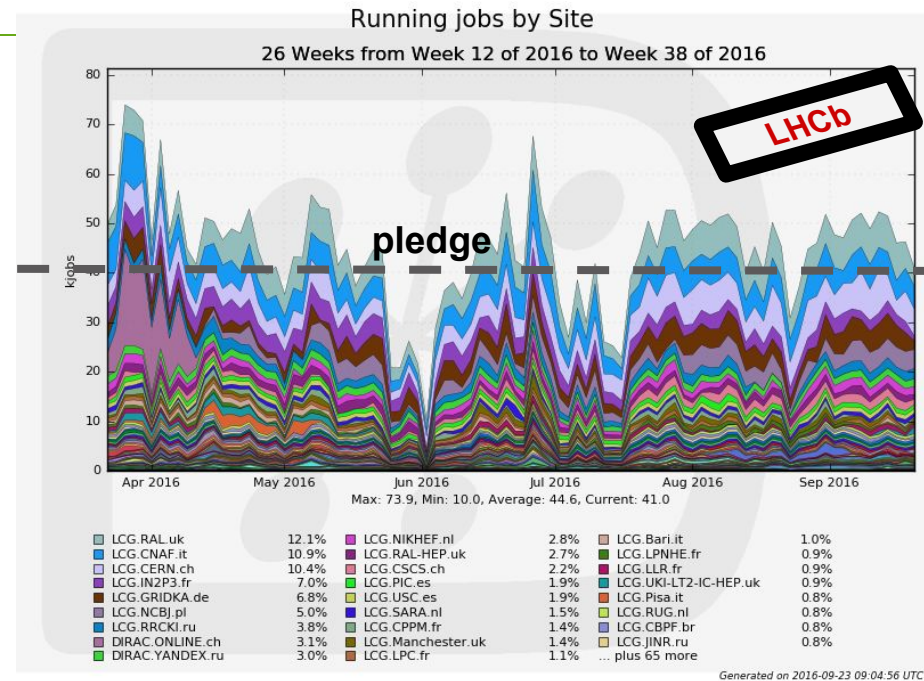 Running jobs by Site
26 Weeks from Week 12 of 2016 to Week 38 of 2016
80
70
60
50
40
30
20
10
0
kjobs
LHCb
pledge
Apr 2016 May 2016 Jun 2016 Jul 2016 Aug 2016 Sep 2016
Max: 73.9, Min: 10.0, Average: 44.6, Current: 41.0
LCG.RAL.uk 12.1% LCG.NIKHEF.nl 2.8% LCG.Bari.it 1.0%
LCG.CNAF.it 10.9% LCG.RAL-HEP.uk 2.7% LCG.LPNHE.fr 0.9%
LCG.CERN.ch 10.4% LCG.CSCS.ch 2.2% LCG.LLR.fr 0.9%
LCG.IN2P3.fr 7.0% LCG.PIC.es 1.9% LCG.UKI-LT2-IC-HEP.uk 0.9%
LCG.GRIDKA.de 6.8% LCG.USC.es 1.9% LCG.Pisa.it 0.8%
LCG.NCBJ.pl 5.0% LCG.SARA.nl 1.5% LCG.RUG.nl 0.8%
LCG.RRCKI.ru 3.8% LCG.CPPM.fr 1.4% LCG.CBPF.br 0.8%
DIRAC.ONLINE.ch 3.1% LCG.Manchester.uk 1.4% LCG.JINR.ru 0.8%
DIRAC.YANDEX.ru 3.0% LCG.LPC.fr 1.1% ... plus 65 more
Generated on 2016-09-23 09:04:56 UTC